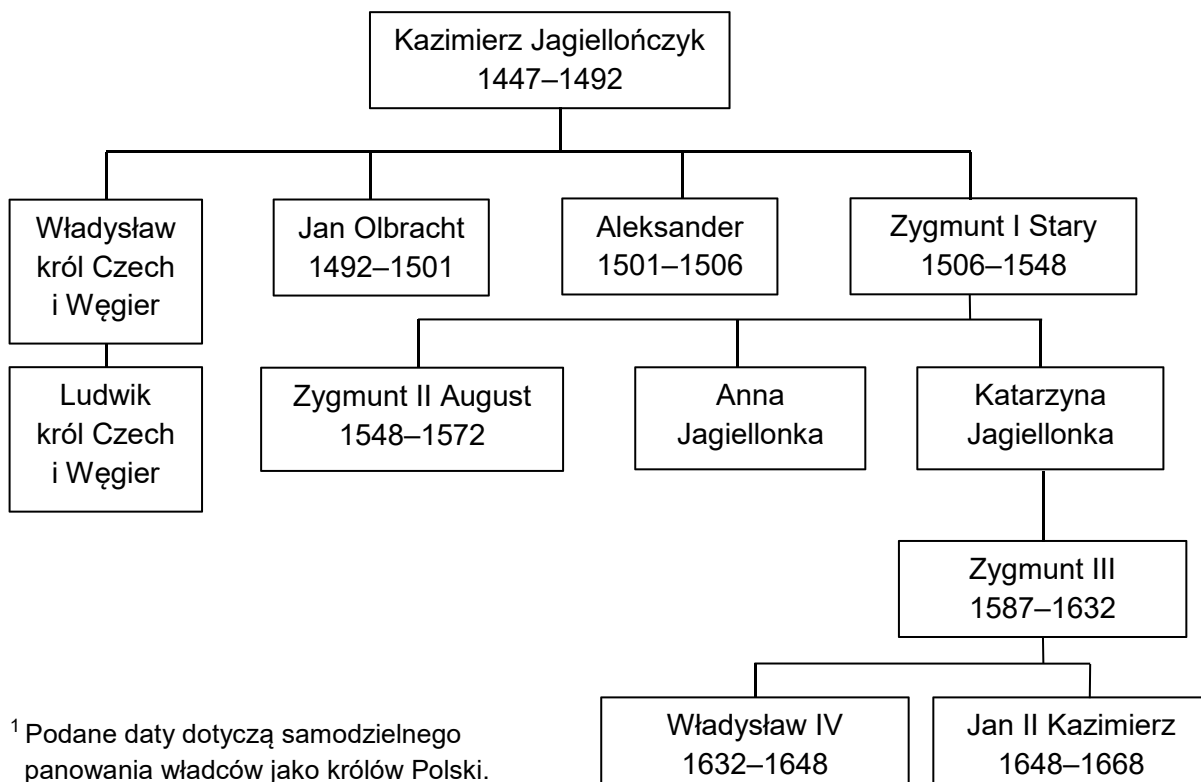 Kazimierz Jagiellończyk
1447–1492
Władysław
król Czech
i Węgier
Jan Olbracht
1492–1501
Aleksander
1501–1506
Zygmunt I Stary
1506–1548
Ludwik
król Czech
i Węgier
Zygmunt II August
1548–1572
Anna
Jagiellonka
Katarzyna
Jagiellonka
Zygmunt III
1587–1632
Władysław IV
1632–1648
Jan II Kazimierz
1648–1668
¹ Podane daty dotyczą samodzielnego
panowania władców jako królów Polski.